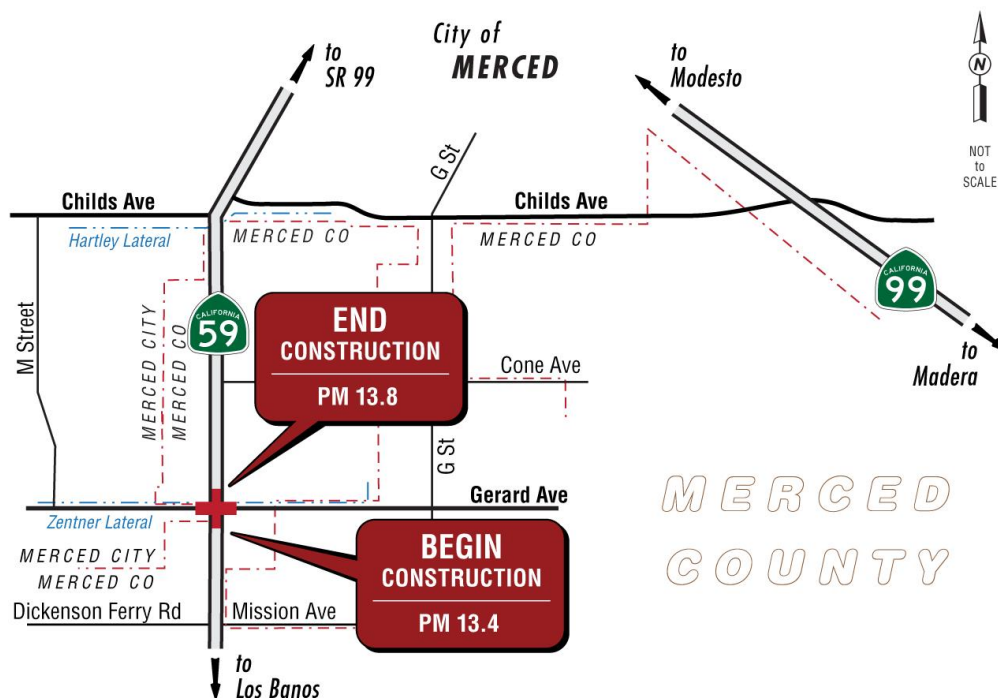 City of
MERCED
to
SR 99
to
Modesto
N
NOT
to
SCALE
G St
Childs Ave
Childs Ave
Hartley Lateral
MERCED CO
MERCED CO
CALIFORNIA
99
CALIFORNIA
59
M Street
MERCED CITY
MERCED CO
END
CONSTRUCTION
PM 13.8
Cone Ave
to
Madera
G St
Gerard Ave
Zentner Lateral
MERCED
COUNTY
MERCED CITY
MERCED CO
BEGIN
CONSTRUCTION
PM 13.4
Dickenson Ferry Rd
Mission Ave
to
Los Banos